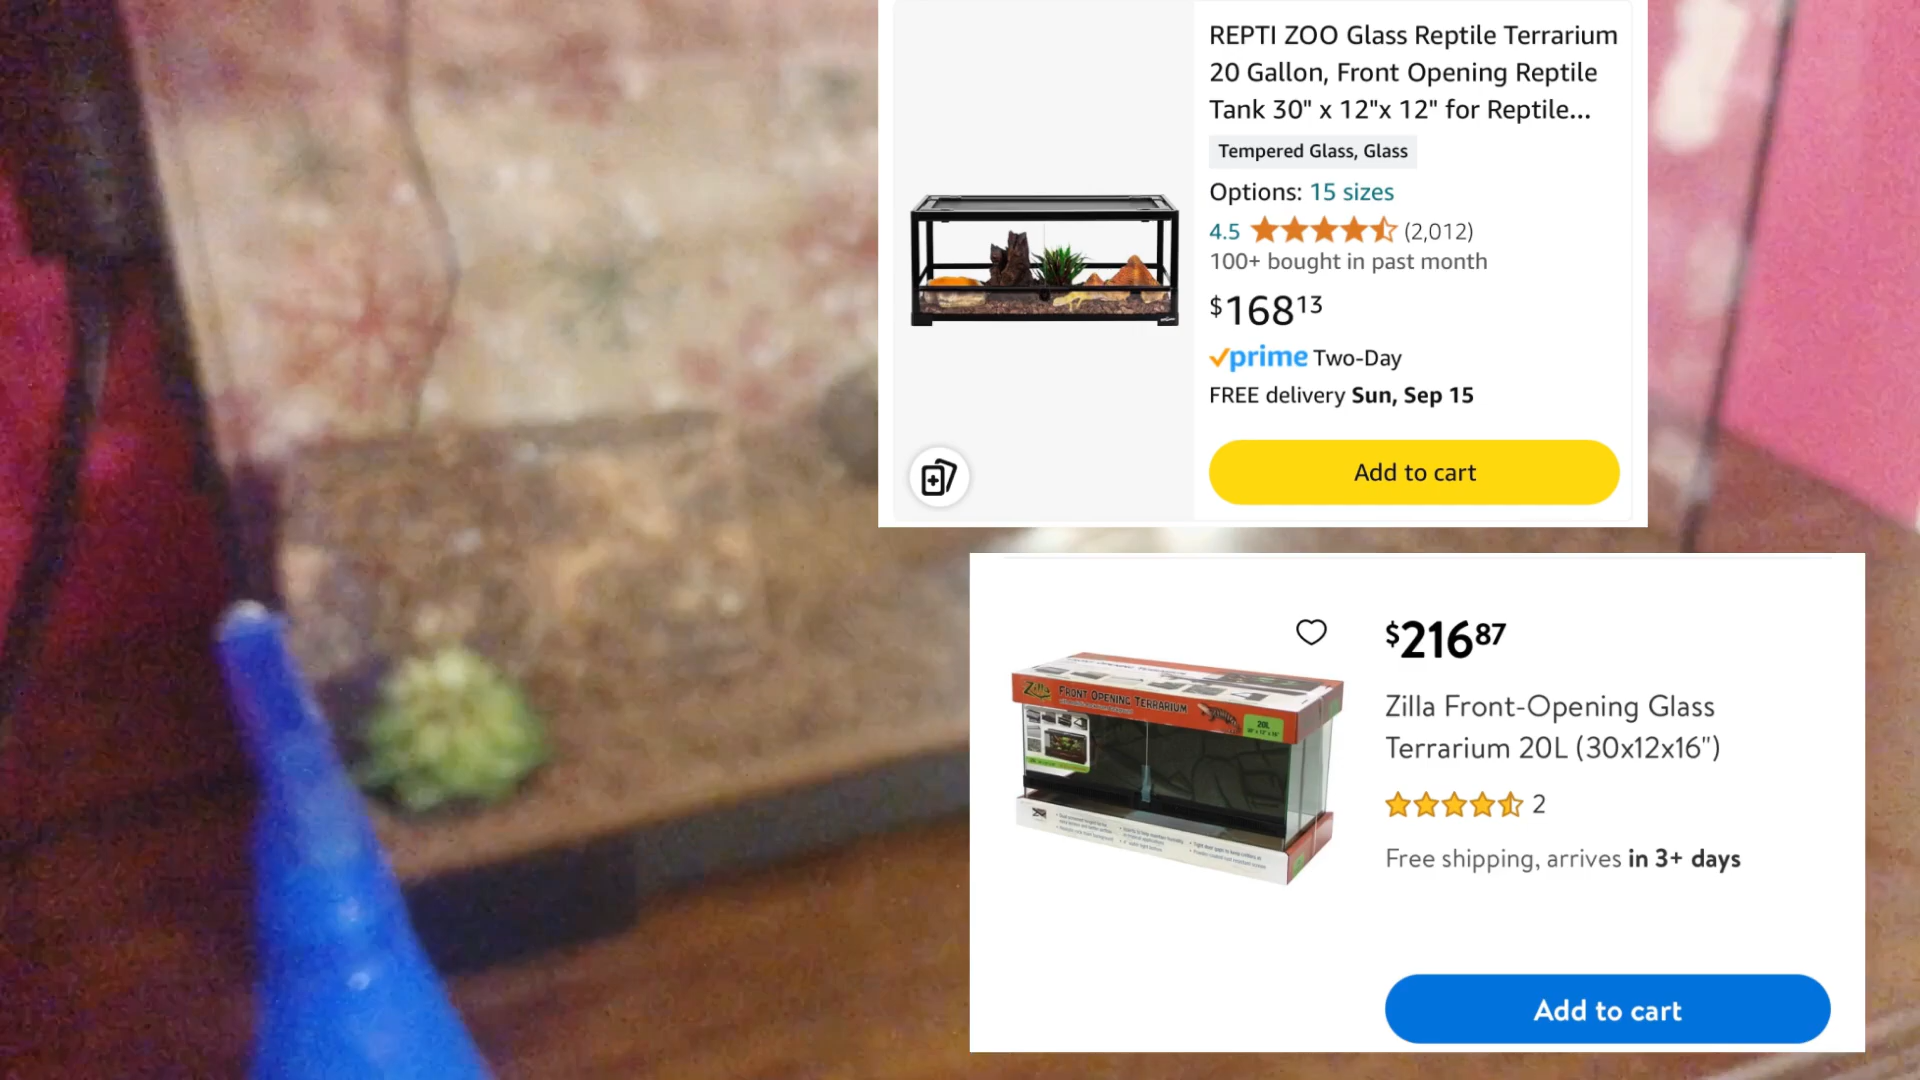 REPTI ZOO Glass Reptile Terrarium
20 Gallon, Front Opening Reptile
Tank 30" x 12"x 12" for Reptile...
Tempered Glass, Glass
Options: 15 sizes
4.5 (2,012)
100+ bought in past month
$16813
prime Two-Day
FREE delivery Sun, Sep 15
Add to cart
$21687
Zilla Front-Opening Glass
Terrarium 20L (30x12x16")
2
Free shipping, arrives in 3+ days
Add to cart
Zilla FRONT OPENING TERRARIUM
20L